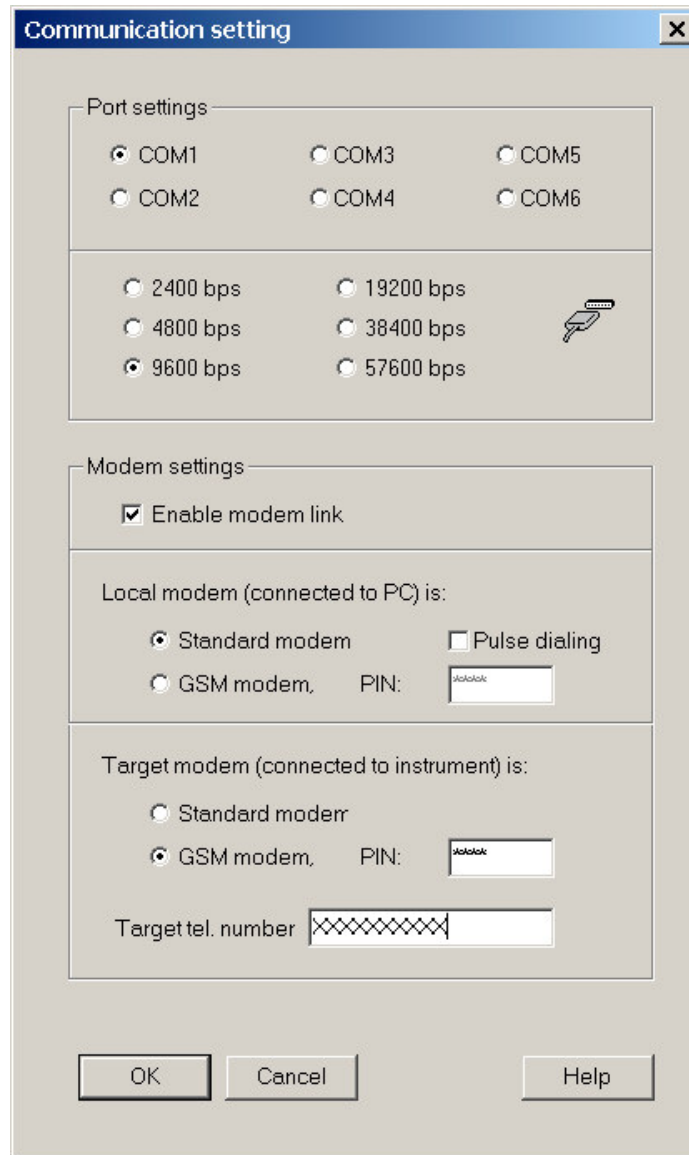 Communication setting
Port settings
COM1 COM3 COM5
COM2 COM4 COM6
2400 bps 19200 bps
4800 bps 38400 bps
9600 bps 57600 bps
Modem settings
Enable modem link
Local modem (connected to PC) is:
Standard modem Pulse dialing
GSM modem, PIN: ****
Target modem (connected to instrument) is:
Standard modem
GSM modem, PIN: ****
Target tel. number XXXXXXXXXX
OK Cancel Help